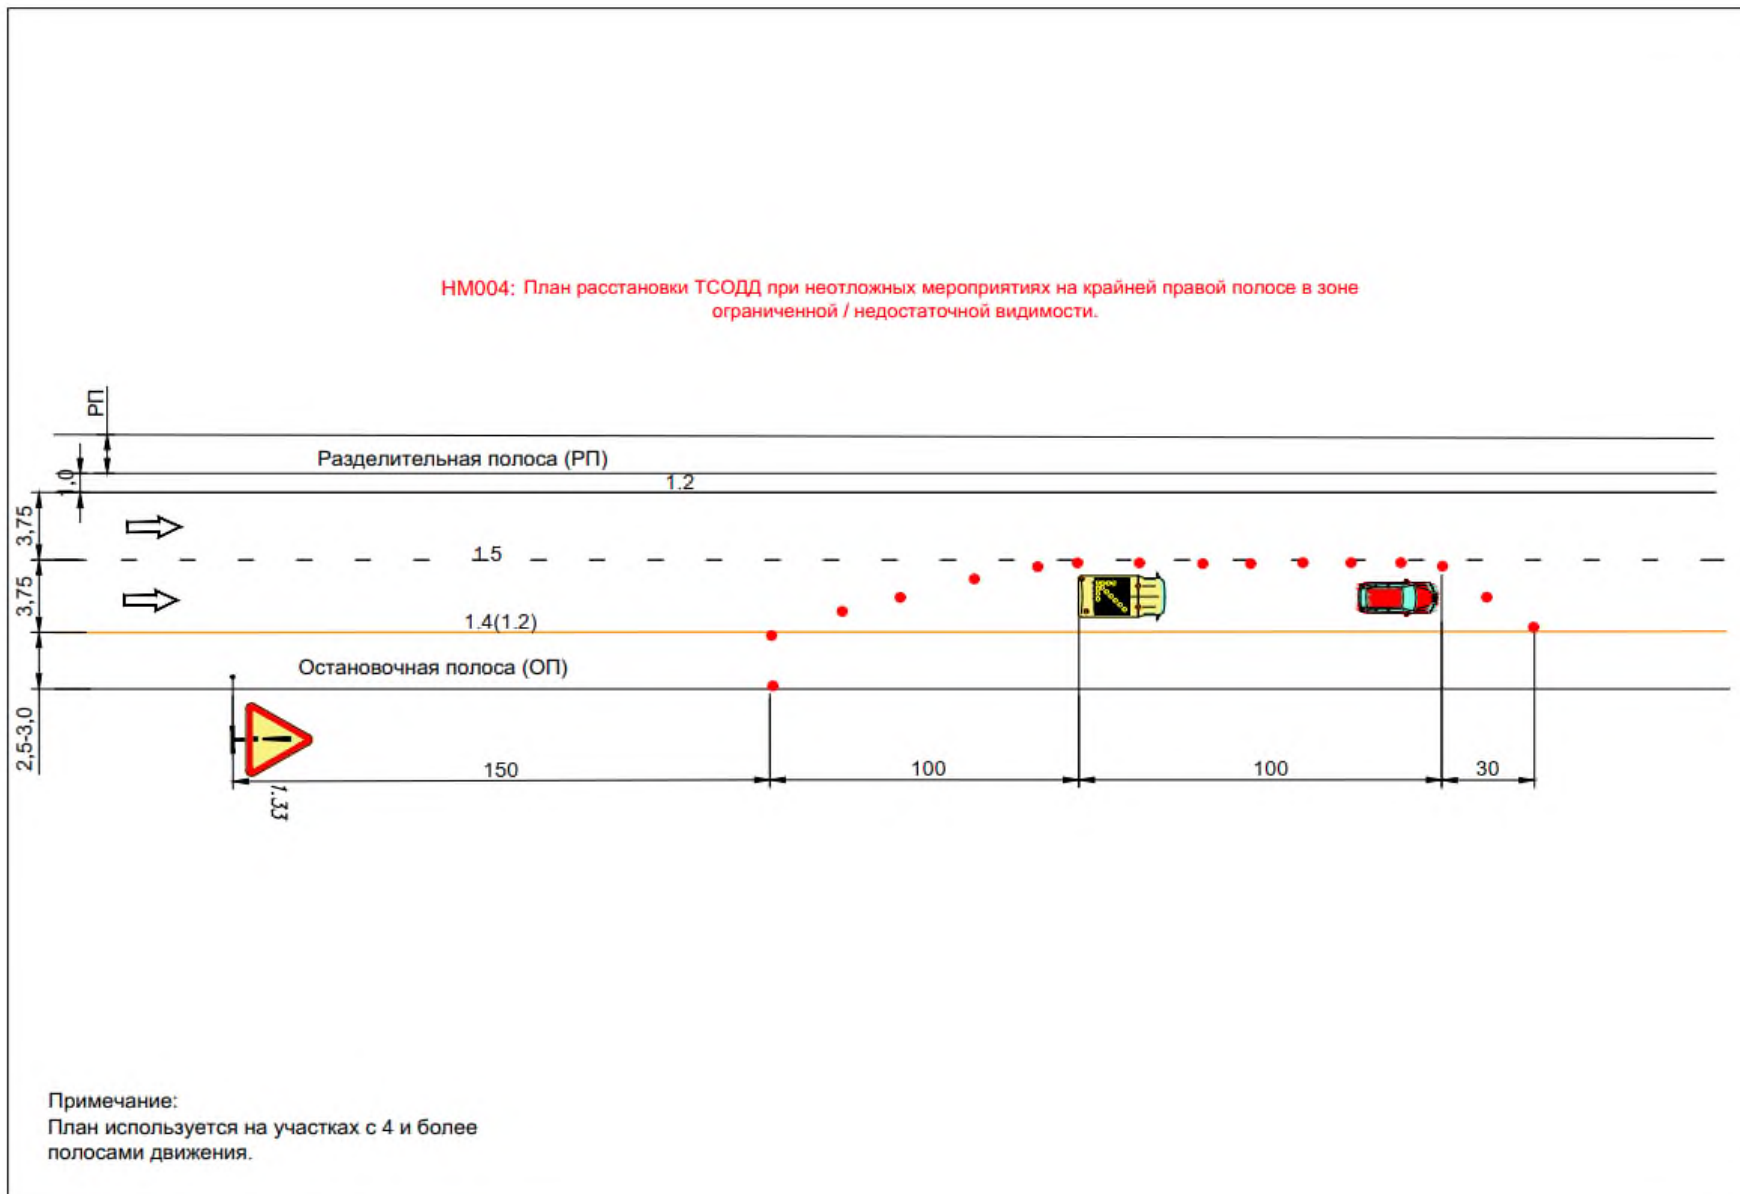 НМ004: План расстановки ТСОДД при неотложных мероприятиях на крайней правой полосе в зоне
ограниченной / недостаточной видимости.
РП
Разделительная полоса (РП)
1,0
1.2
3,75
1.5
3,75
1.4(1.2)
Остановочная полоса (ОП)
2,5-3,0
150
100
100
30
1.33
Примечание:
План используется на участках с 4 и более
полосами движения.